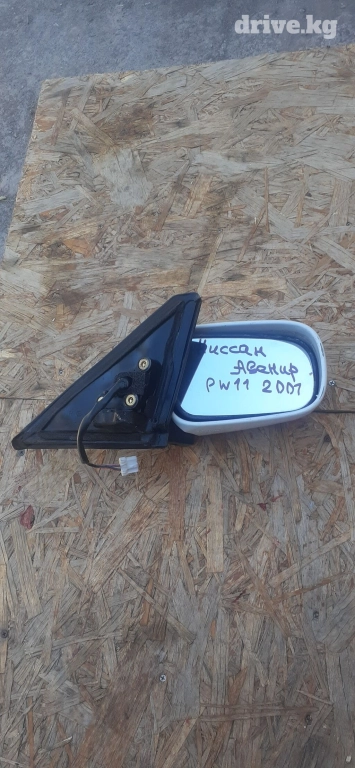 drive.kg
Ниссан
Авенир.
PW11 2001